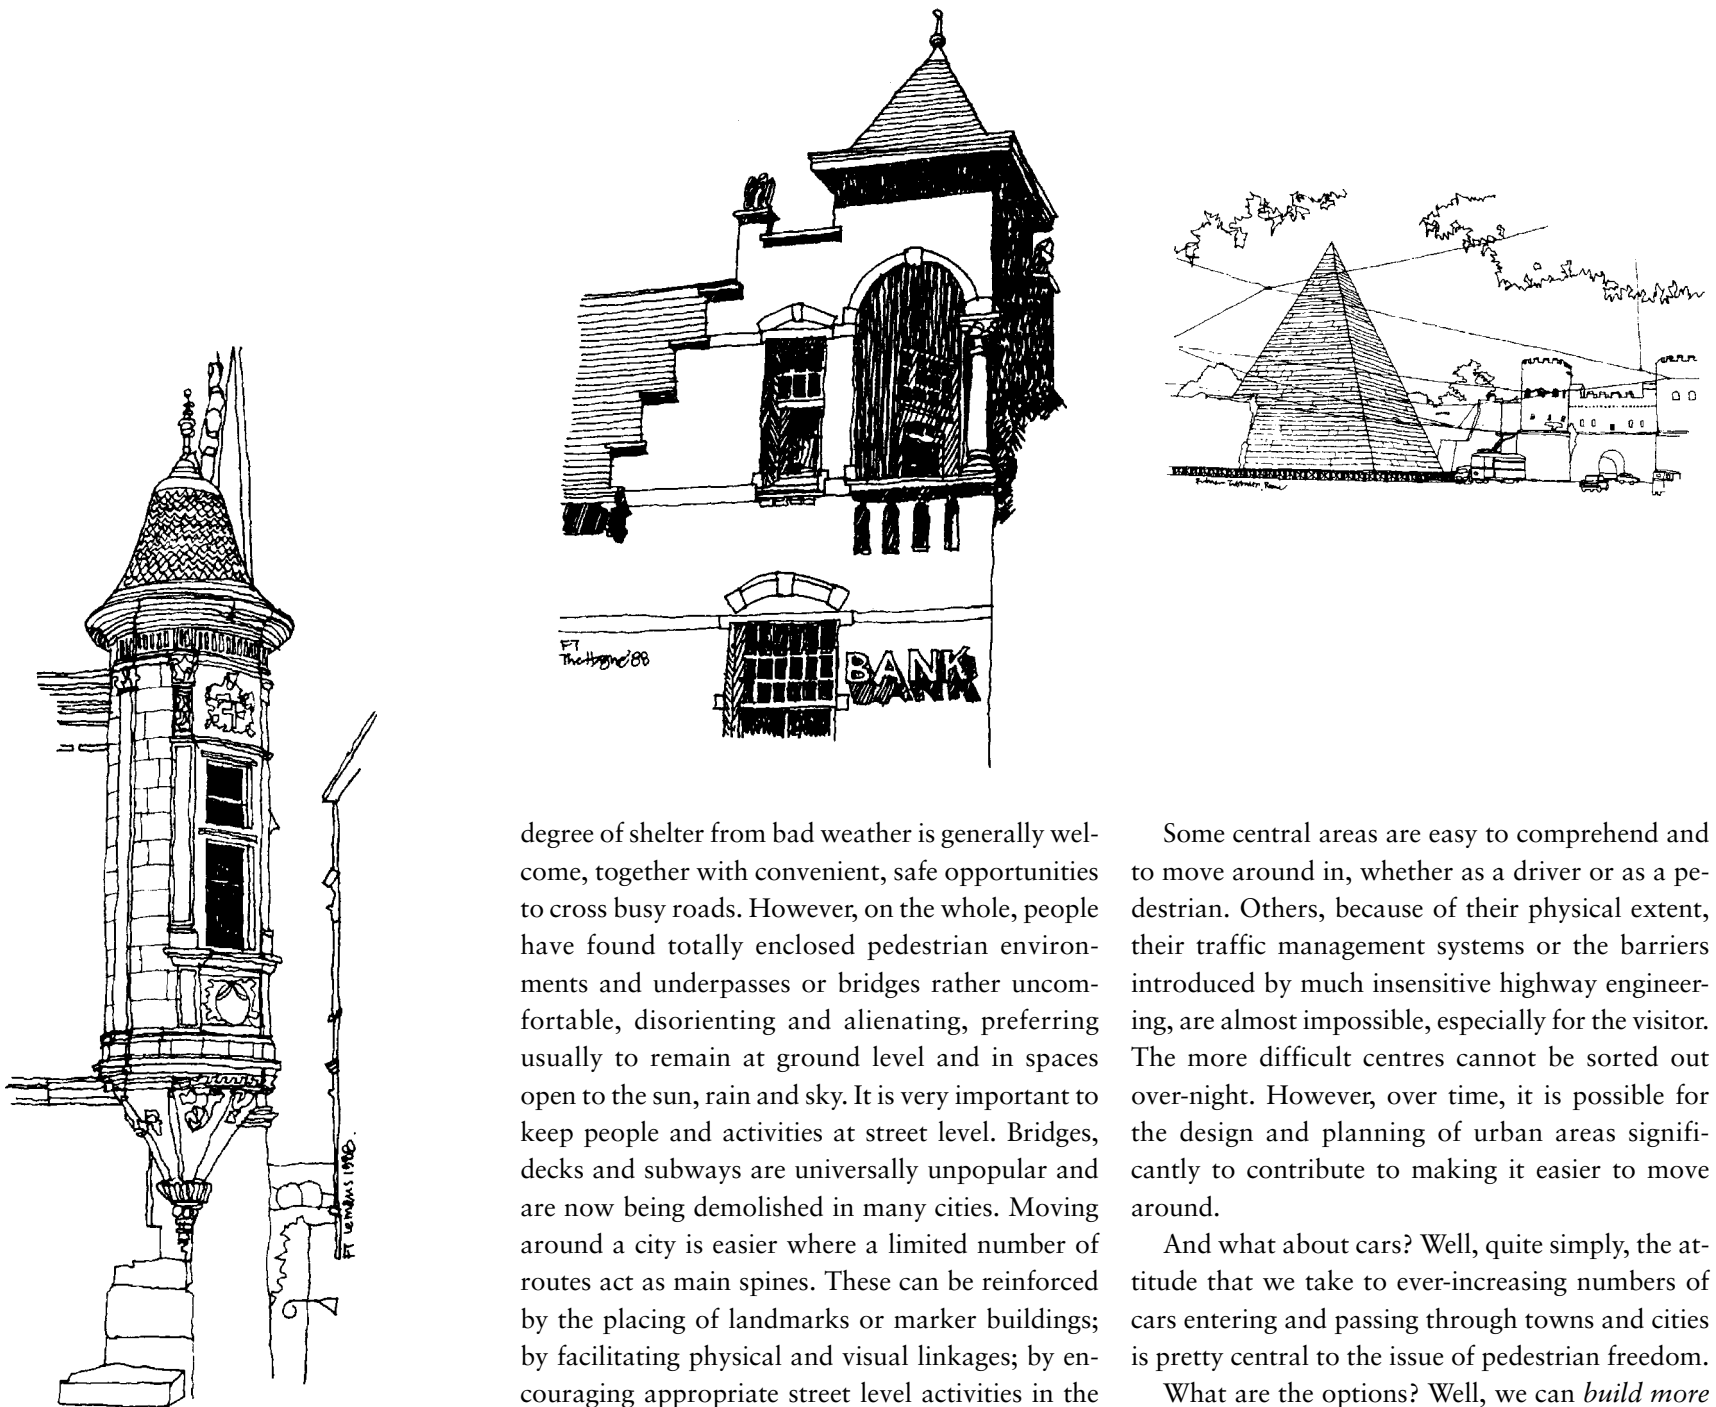 FT
The Hague '88
BANK
FT Le Mans 1988.
degree of shelter from bad weather is generally wel-
come, together with convenient, safe opportunities
to cross busy roads. However, on the whole, people
have found totally enclosed pedestrian environ-
ments and underpasses or bridges rather uncom-
fortable, disorienting and alienating, preferring
usually to remain at ground level and in spaces
open to the sun, rain and sky. It is very important to
keep people and activities at street level. Bridges,
decks and subways are universally unpopular and
are now being demolished in many cities. Moving
around a city is easier where a limited number of
routes act as main spines. These can be reinforced
by the placing of landmarks or marker buildings;
by facilitating physical and visual linkages; by en-
couraging appropriate street level activities in the
Some central areas are easy to comprehend and
to move around in, whether as a driver or as a pe-
destrian. Others, because of their physical extent,
their traffic management systems or the barriers
introduced by much insensitive highway engineer-
ing, are almost impossible, especially for the visitor.
The more difficult centres cannot be sorted out
over-night. However, over time, it is possible for
the design and planning of urban areas signifi-
cantly to contribute to making it easier to move
around.
And what about cars? Well, quite simply, the at-
titude that we take to ever-increasing numbers of
cars entering and passing through towns and cities
is pretty central to the issue of pedestrian freedom.
What are the options? Well, we can build more